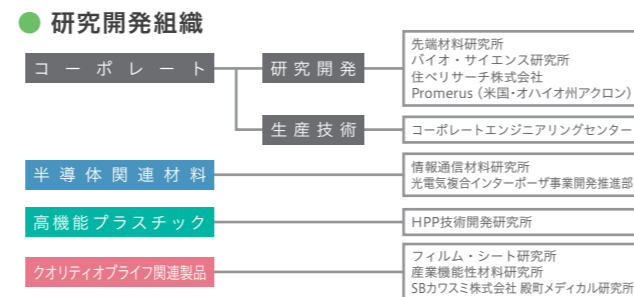 ● 研究開発組織
コーポレート
研究開発
先端材料研究所
バイオ・サイエンス研究所
住べリサーチ株式会社
Promerus（米国・オハイオ州アクロン）
生産技術
コーポレートエンジニアリングセンター
半導体関連材料
情報通信材料研究所
光電気複合インターポーザ事業開発推進部
高機能プラスチック
HPP技術開発研究所
クオリティオブライフ関連製品
フィルム・シート研究所
産業機能性材料研究所
SBカワスミ株式会社 殿町メディカル研究所